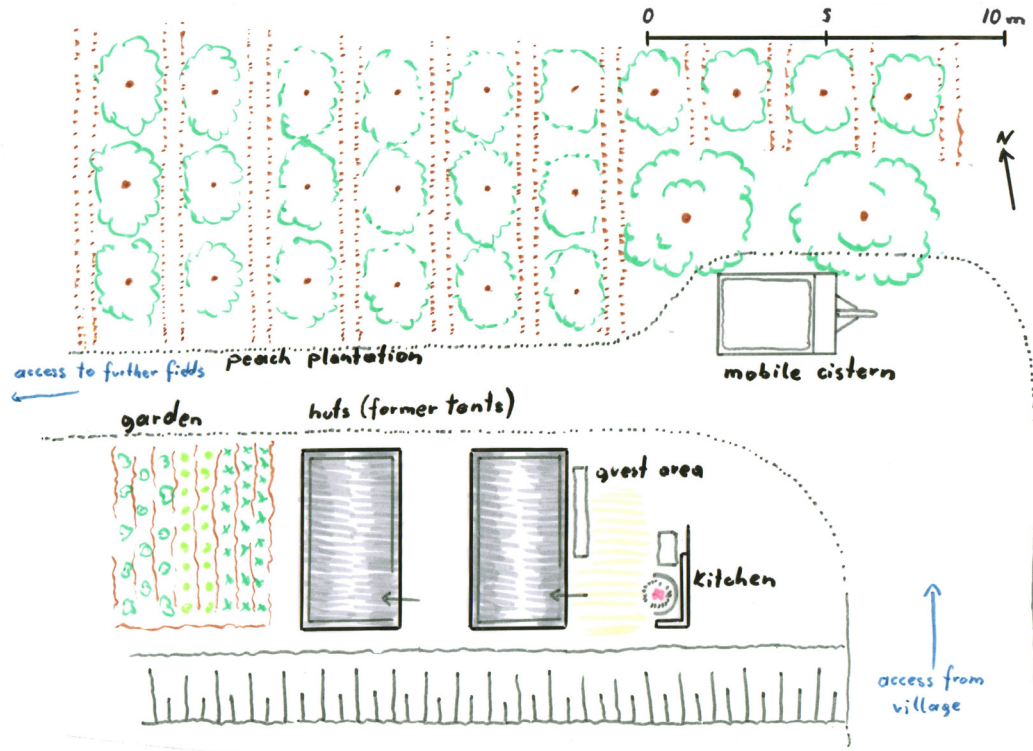 0 5 10 m
N
peach plantation
access to further fields
mobile cistern
garden
huts (former tents)
guest area
Kitchen
access from
village